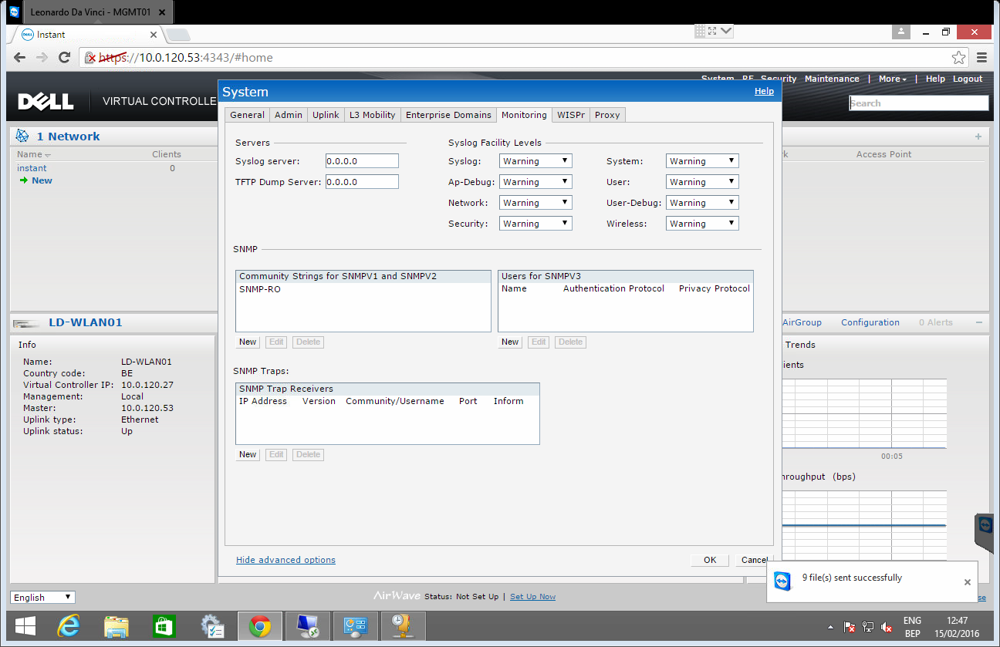 Leonardo Da Vinci - MGMT01
Instant
https://10.0.120.53:4343/#home
System RF Security Maintenance | More | Help Logout
DELL
VIRTUAL CONTROLLE
Search
System
Help
General Admin Uplink L3 Mobility Enterprise Domains Monitoring WISPr Proxy
1 Network
Name Clients
instant 0
New
Access Point
Servers
Syslog server: 0.0.0.0
TFTP Dump Server: 0.0.0.0
Syslog Facility Levels
Syslog: Warning System: Warning
Ap-Debug: Warning User: Warning
Network: Warning User-Debug: Warning
Security: Warning Wireless: Warning
SNMP
Community Strings for SNMPV1 and SNMPV2
SNMP-RO
New Edit Delete
Users for SNMPV3
Name Authentication Protocol Privacy Protocol
New Edit Delete
SNMP Traps:
SNMP Trap Receivers
IP Address Version Community/Username Port Inform
New Edit Delete
Hide advanced options
OK Cancel
LD-WLAN01
Info
Name: LD-WLAN01
Country code: BE
Virtual Controller IP: 10.0.120.27
Management: Local
Master: 10.0.120.53
Uplink type: Ethernet
Uplink status: Up
AirGroup Configuration 0 Alerts
Trends
ients
00:05
hroughput (bps)
9 file(s) sent successfully
English
AirWave Status: Not Set Up | Set Up Now
se
ENG
BEP
12:47
15/02/2016